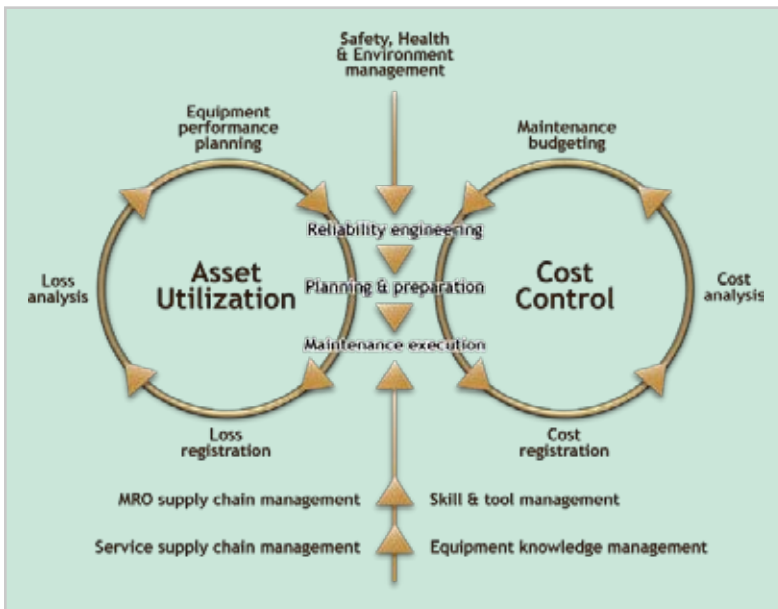 Safety, Health
& Environment
management
Equipment
performance
planning
Maintenance
budgeting
Reliability engineering
Loss
analysis
Asset
Utilization
Planning & preparation
Cost
Control
Cost
analysis
Maintenance execution
Loss
registration
Cost
registration
MRO supply chain management
Skill & tool management
Service supply chain management
Equipment knowledge management